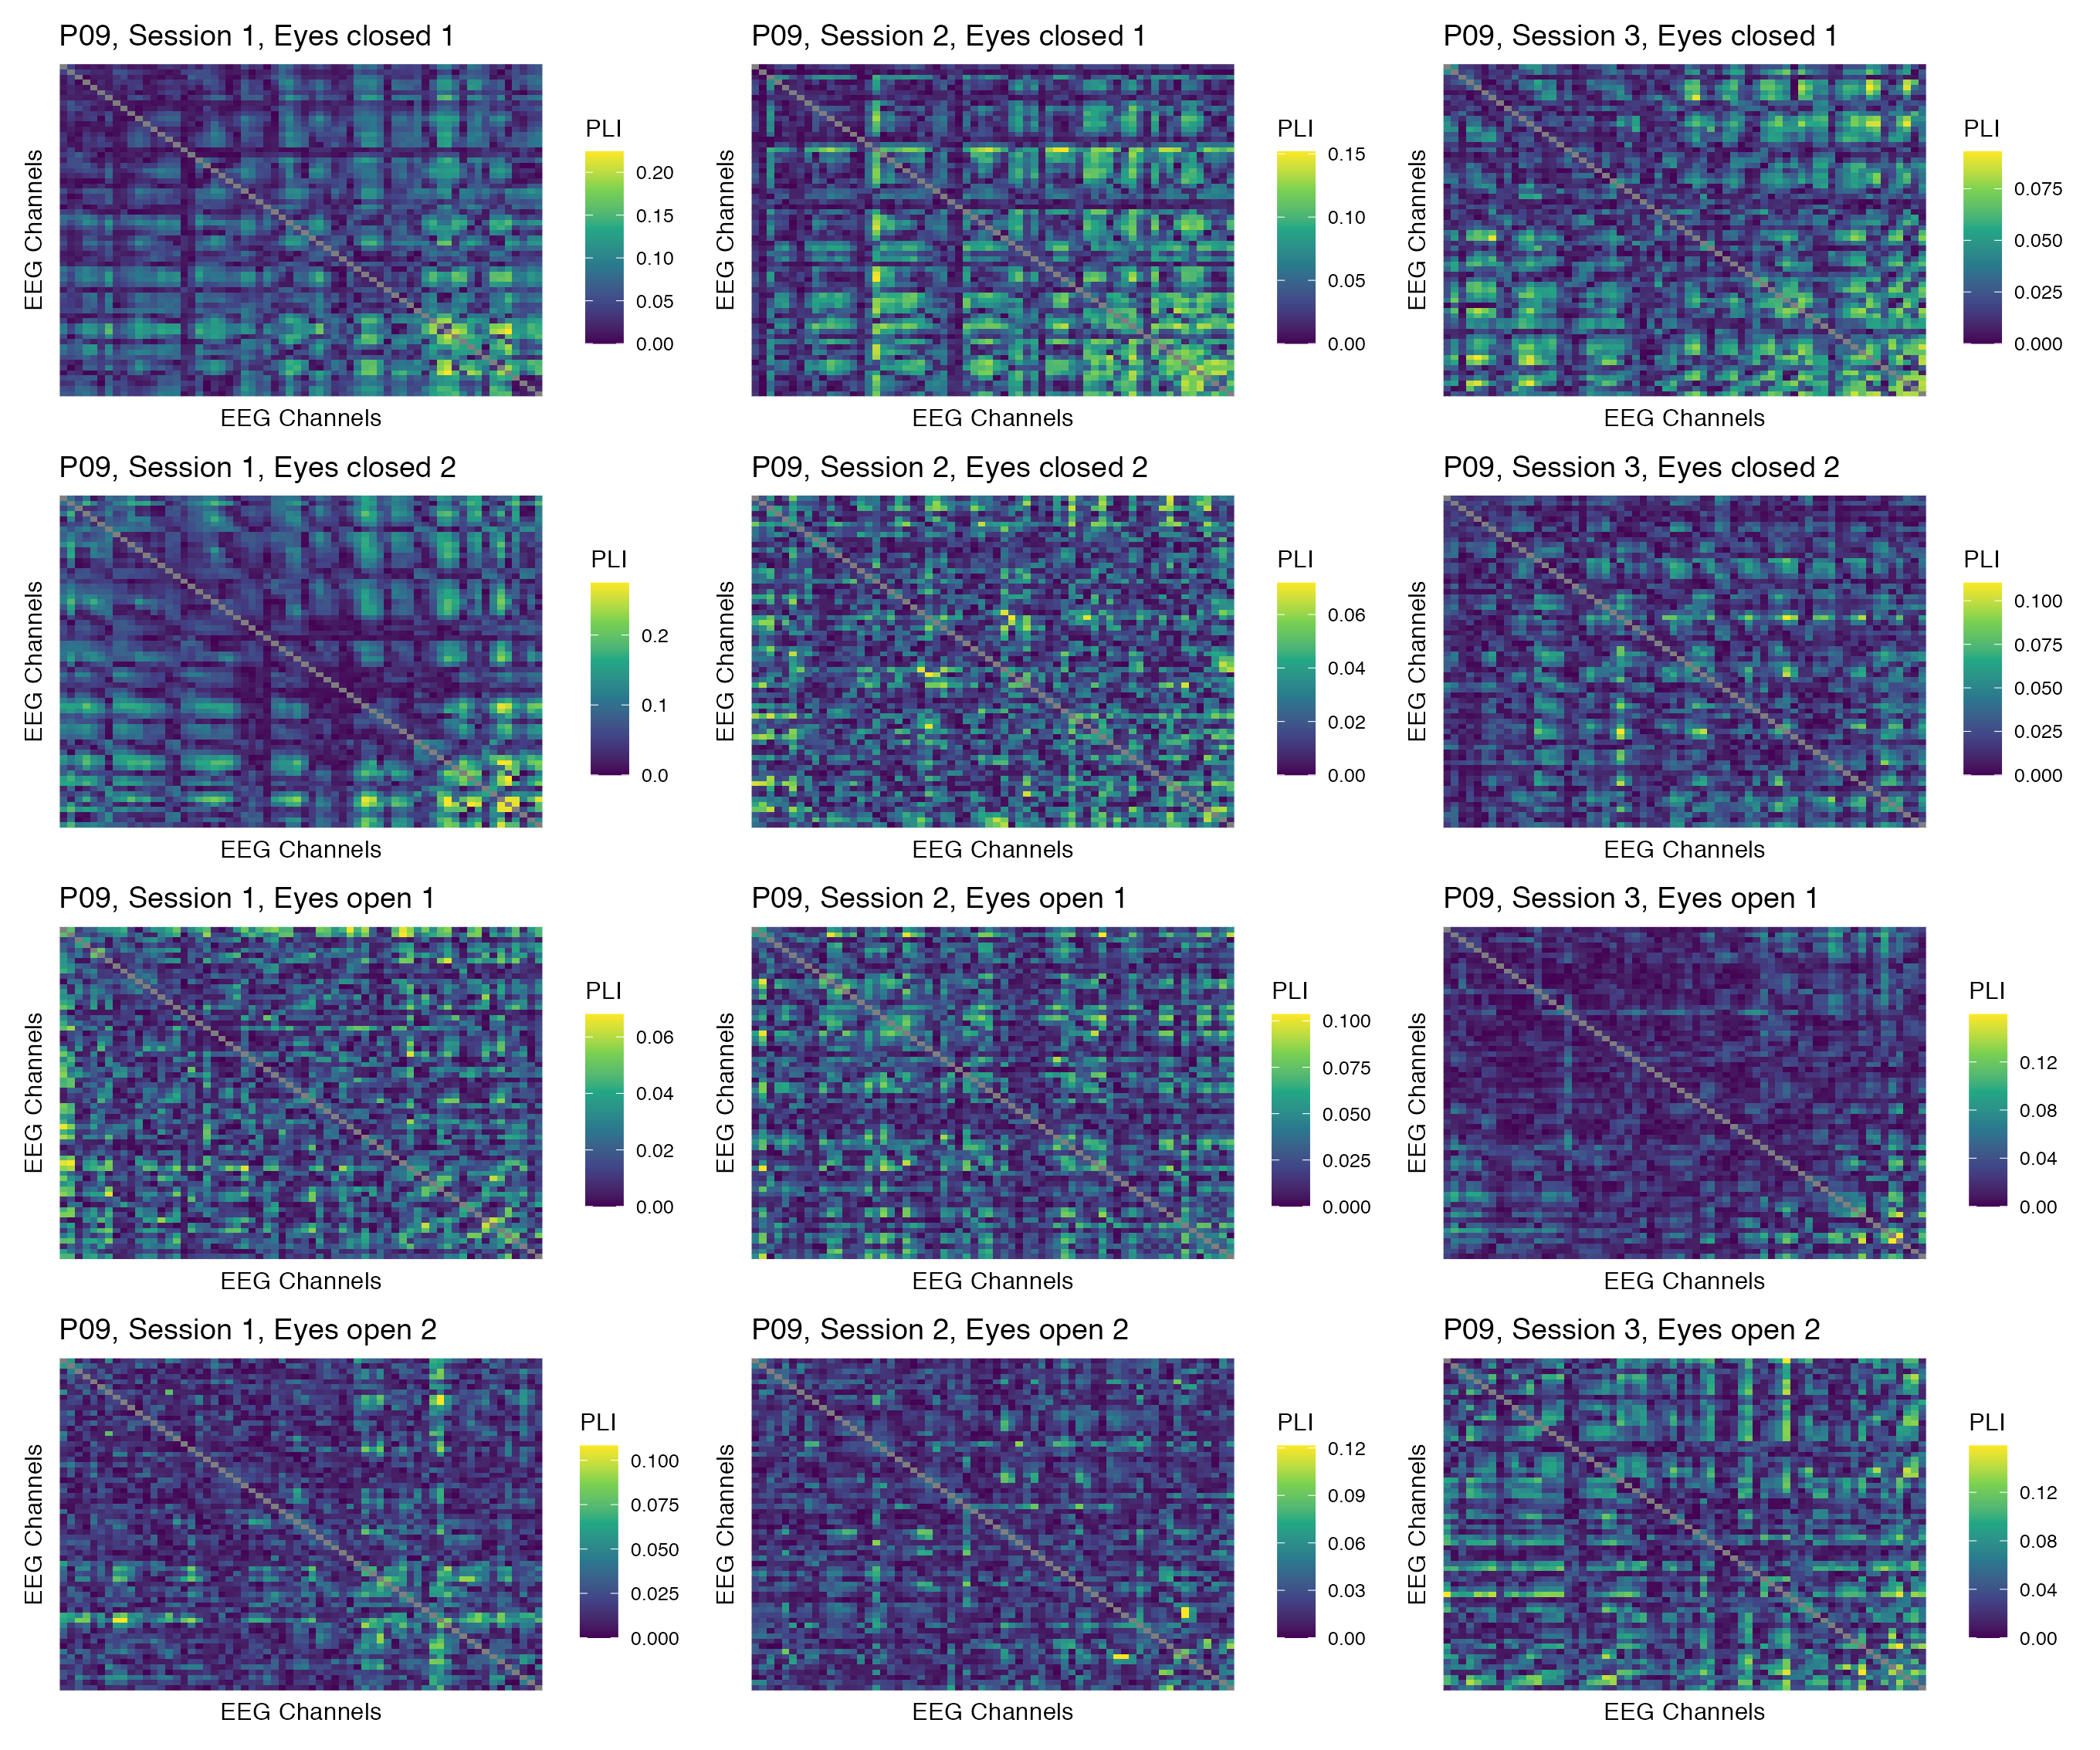 P09, Session 1, Eyes closed 1
EEG Channels
EEG Channels
PLI
0.20
0.15
0.10
0.05
0.00
P09, Session 2, Eyes closed 1
EEG Channels
EEG Channels
PLI
0.15
0.10
0.05
0.00
P09, Session 3, Eyes closed 1
EEG Channels
EEG Channels
PLI
0.075
0.050
0.025
0.000
P09, Session 1, Eyes closed 2
EEG Channels
EEG Channels
PLI
0.2
0.1
0.0
P09, Session 2, Eyes closed 2
EEG Channels
EEG Channels
PLI
0.06
0.04
0.02
0.00
P09, Session 3, Eyes closed 2
EEG Channels
EEG Channels
PLI
0.100
0.075
0.050
0.025
0.000
P09, Session 1, Eyes open 1
EEG Channels
EEG Channels
PLI
0.06
0.04
0.02
0.00
P09, Session 2, Eyes open 1
EEG Channels
EEG Channels
PLI
0.100
0.075
0.050
0.025
0.000
P09, Session 3, Eyes open 1
EEG Channels
EEG Channels
PLI
0.12
0.08
0.04
0.00
P09, Session 1, Eyes open 2
EEG Channels
EEG Channels
PLI
0.100
0.075
0.050
0.025
0.000
P09, Session 2, Eyes open 2
EEG Channels
EEG Channels
PLI
0.12
0.09
0.06
0.03
0.00
P09, Session 3, Eyes open 2
EEG Channels
EEG Channels
PLI
0.12
0.08
0.04
0.00